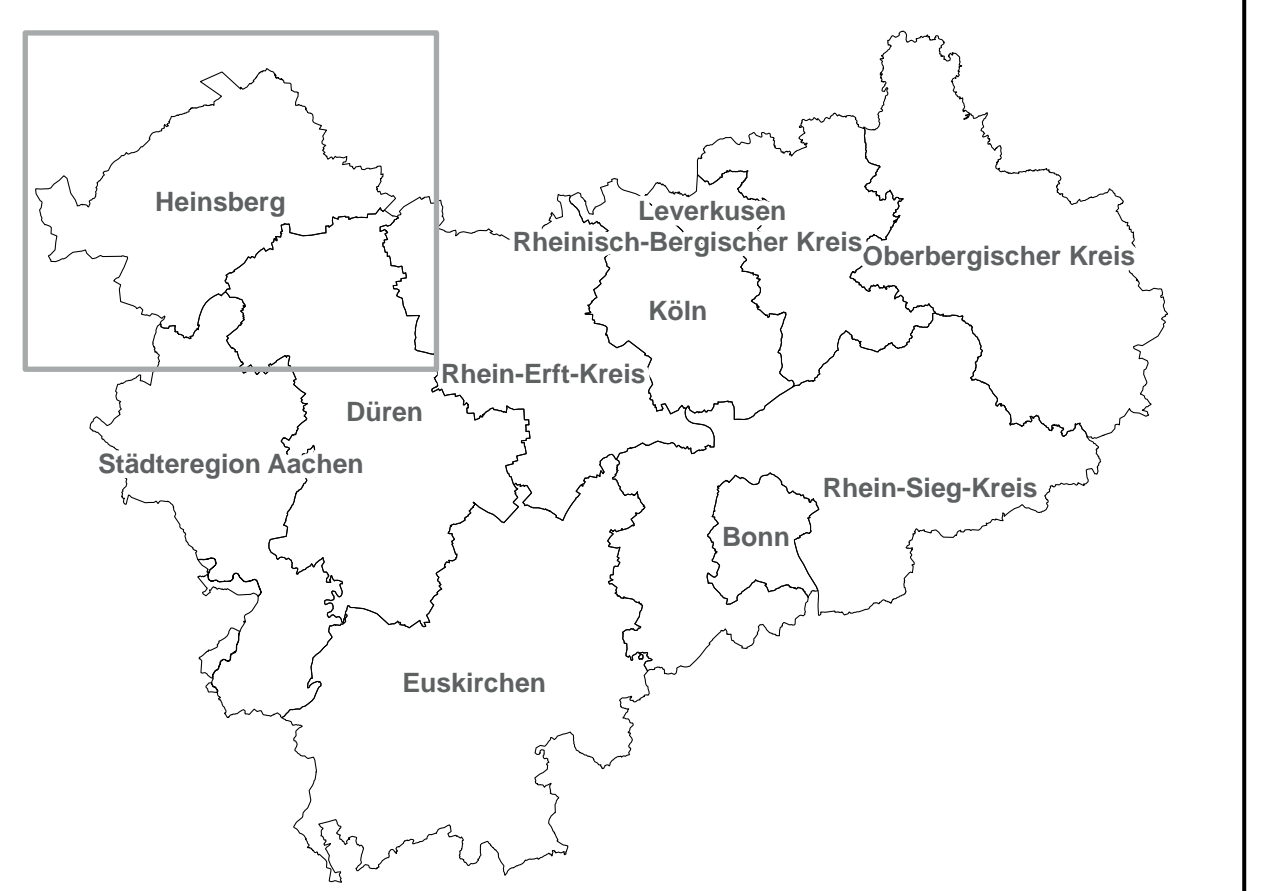 Heinsberg
Leverkusen
Rheinisch-Bergischer Kreis
Oberbergischer Kreis
Köln
Rhein-Erft-Kreis
Düren
Städteregion Aachen
Rhein-Sieg-Kreis
Bonn
Euskirchen